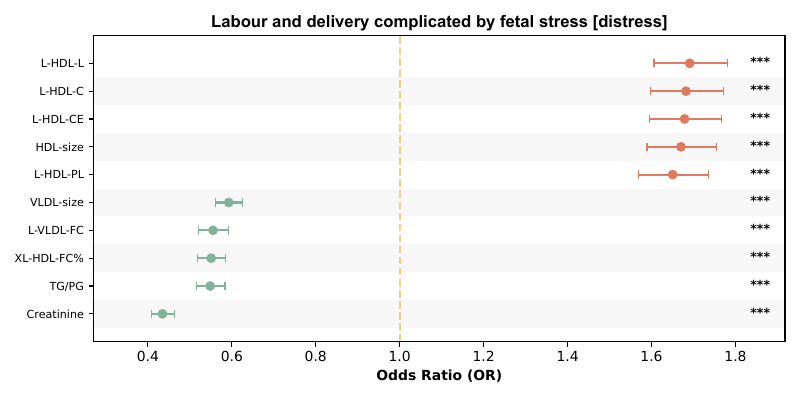 Labour and delivery complicated by fetal stress [distress]
L-HDL-L ***
L-HDL-C ***
L-HDL-CE ***
HDL-size ***
L-HDL-PL ***
VLDL-size ***
L-VLDL-FC ***
XL-HDL-FC% ***
TG/PG ***
Creatinine ***
0.4 0.6 0.8 1.0 1.2 1.4 1.6 1.8
Odds Ratio (OR)